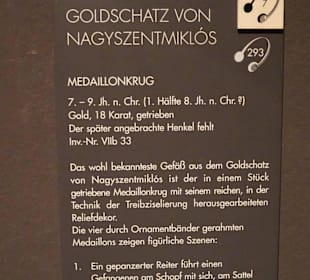 GOLDSCHATZ VON
NAGYSZENTMIKLÓS
293
MEDAILLONKRUG
7. – 9. Jh. n. Chr. (1. Hälfte 8. Jh. n. Chr. ?)
Gold, 18 Karat, getrieben
Der später angebrachte Henkel fehlt
Inv.-Nr. VIIb 33
Das wohl bekannteste Gefäß aus dem Goldschatz
von Nagyszentmiklós ist der in einem Stück
getriebene Medaillonkrug mit seinem reichen, in
der Technik der Treibziselierung herausgearbeiteten
Reliefdekor.
Die vier durch Ornamentbänder gerahmten
Medaillons zeigen figürliche Szenen:
1. Ein gepanzerter Reiter führt einen
Gefangenen am Schopf mit sich, am Sattel